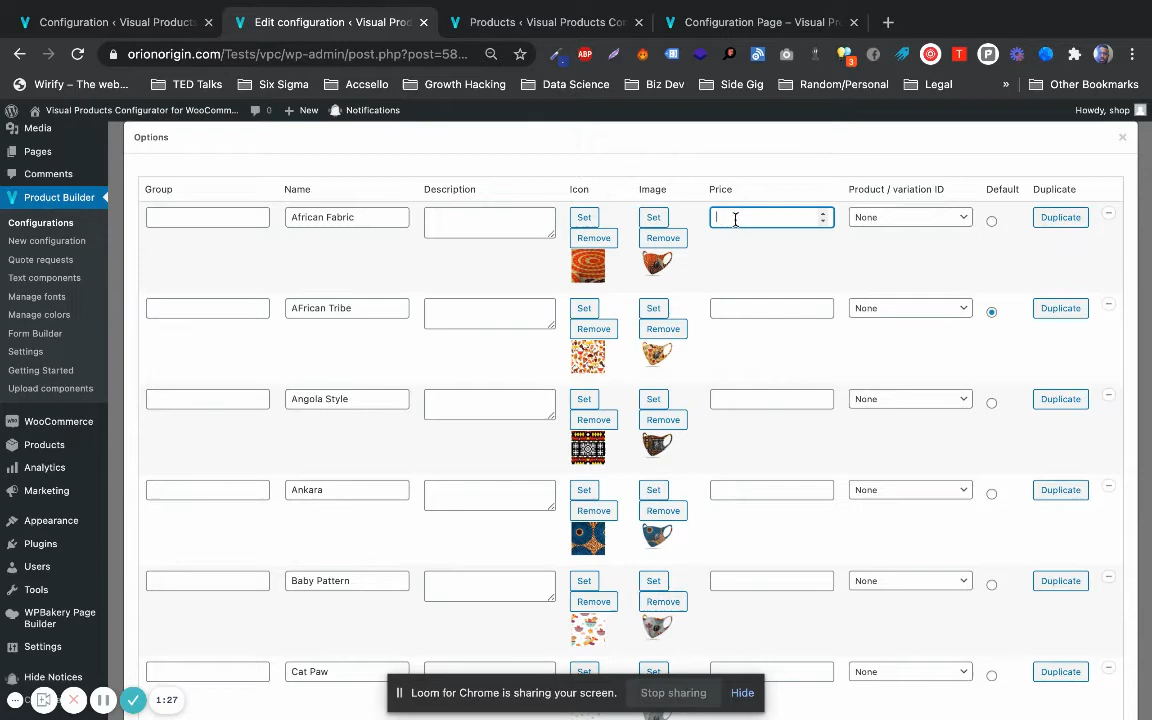 Configuration ‹ Visual Products
Edit configuration ‹ Visual Prod
Products ‹ Visual Products Con
Configuration Page – Visual Pr
orionorigin.com/Tests/vpc/wp-admin/post.php?post=58...
ABP
3
T
P
Wirify – The web...
TED Talks
Six Sigma
Accsello
Growth Hacking
Data Science
Biz Dev
Side Gig
Random/Personal
Legal
»
Other Bookmarks
Visual Products Configurator for WooComm...
0
New
Notifications
Howdy, shop
Media
Pages
Comments
Product Builder
Configurations
New configuration
Quote requests
Text components
Manage fonts
Manage colors
Form Builder
Settings
Getting Started
Upload components
WooCommerce
Products
Analytics
Marketing
Appearance
Plugins
Users
Tools
WPBakery Page
Builder
Settings
Hide Notices
Options
Group Name Description Icon Image Price Product / variation ID Default Duplicate
African Fabric Set Set None Duplicate
Remove Remove
AFrican Tribe Set Set None Duplicate
Remove Remove
Angola Style Set Set None Duplicate
Remove Remove
Ankara Set Set None Duplicate
Remove Remove
Baby Pattern Set Set None Duplicate
Remove Remove
Cat Paw None Duplicate
1:27
Loom for Chrome is sharing your screen.
Stop sharing
Hide